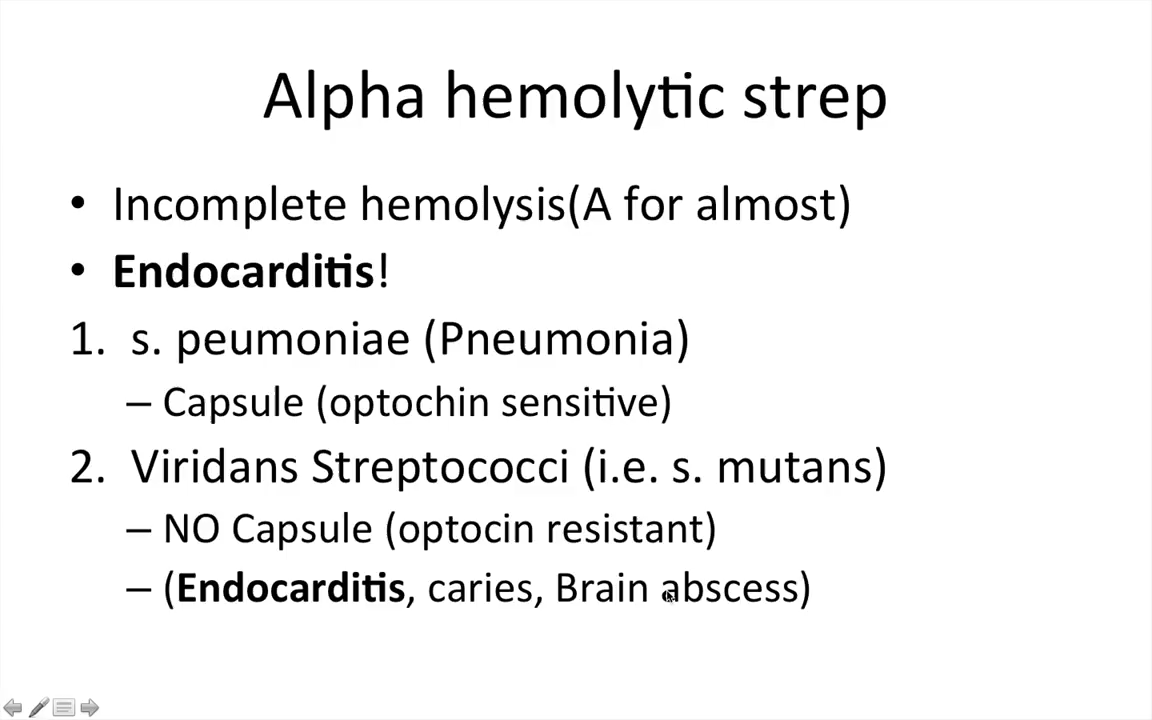 Alpha hemolytic strep
• Incomplete hemolysis(A for almost)
• Endocarditis!
1. s. peumoniae (Pneumonia)
– Capsule (optochin sensitive)
2. Viridans Streptococci (i.e. s. mutans)
– NO Capsule (optocin resistant)
– (Endocarditis, caries, Brain abscess)